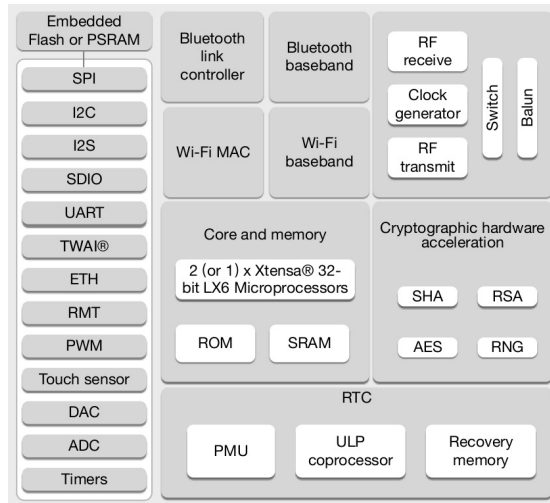 Embedded
Flash or PSRAM
SPI
I2C
I2S
SDIO
UART
TWAI®
ETH
RMT
PWM
Touch sensor
DAC
ADC
Timers
Bluetooth
link
controller
Bluetooth
baseband
Wi-Fi MAC
Wi-Fi
baseband
RF
receive
Clock
generator
RF
transmit
Switch
Balun
Core and memory
2 (or 1) x Xtensa® 32-
bit LX6 Microprocessors
ROM
SRAM
Cryptographic hardware
acceleration
SHA
RSA
AES
RNG
RTC
PMU
ULP
coprocessor
Recovery
memory